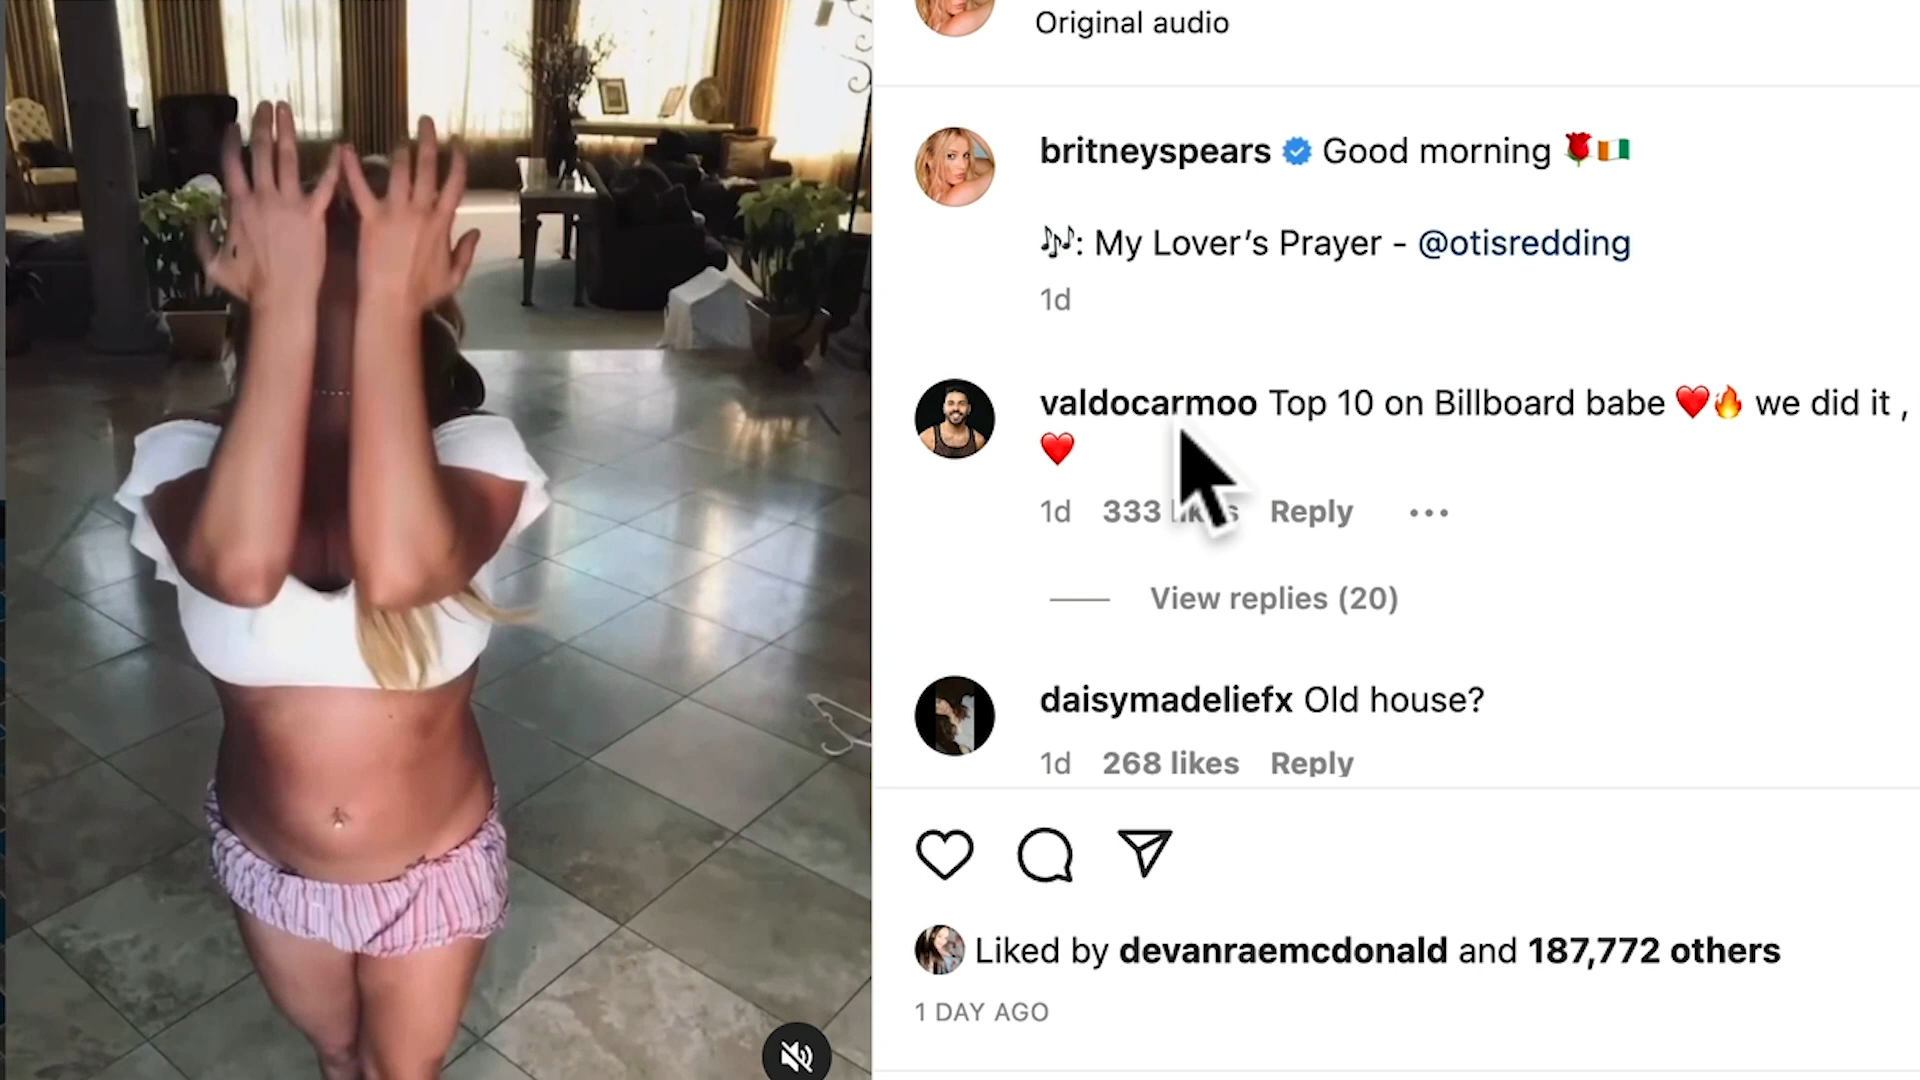 Original audio
britneyspears Good morning 🌹🇨🇮
🎶: My Lover’s Prayer - @otisredding
1d
valdocarmoo Top 10 on Billboard babe ❤️🔥 we did it ,
❤️
1d 333 likes Reply •••
View replies (20)
daisymadeliefx Old house?
1d 268 likes Reply
Liked by devanraemcdonald and 187,772 others
1 DAY AGO